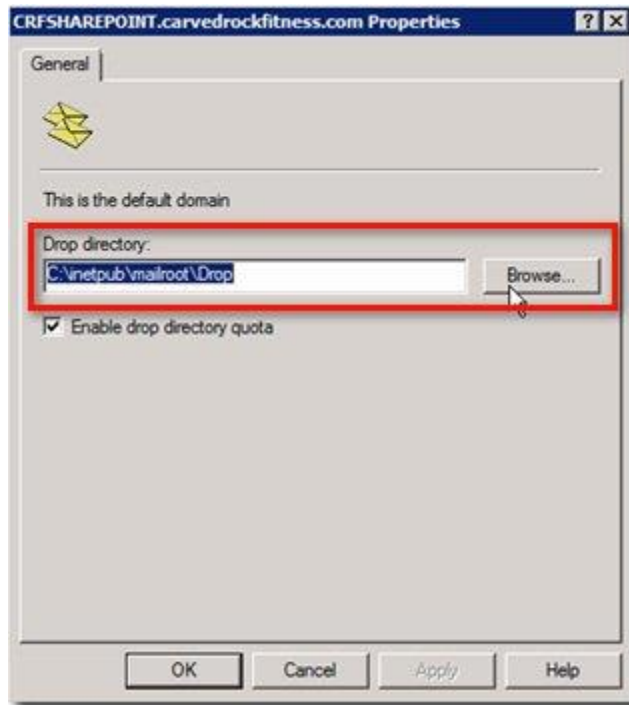 CRFSHAREPOINT.carvedrockfitness.com Properties
General
This is the default domain
Drop directory:
C:\inetpub\mailroot\Drop
Browse...
Enable drop directory quota
OK
Cancel
Apply
Help